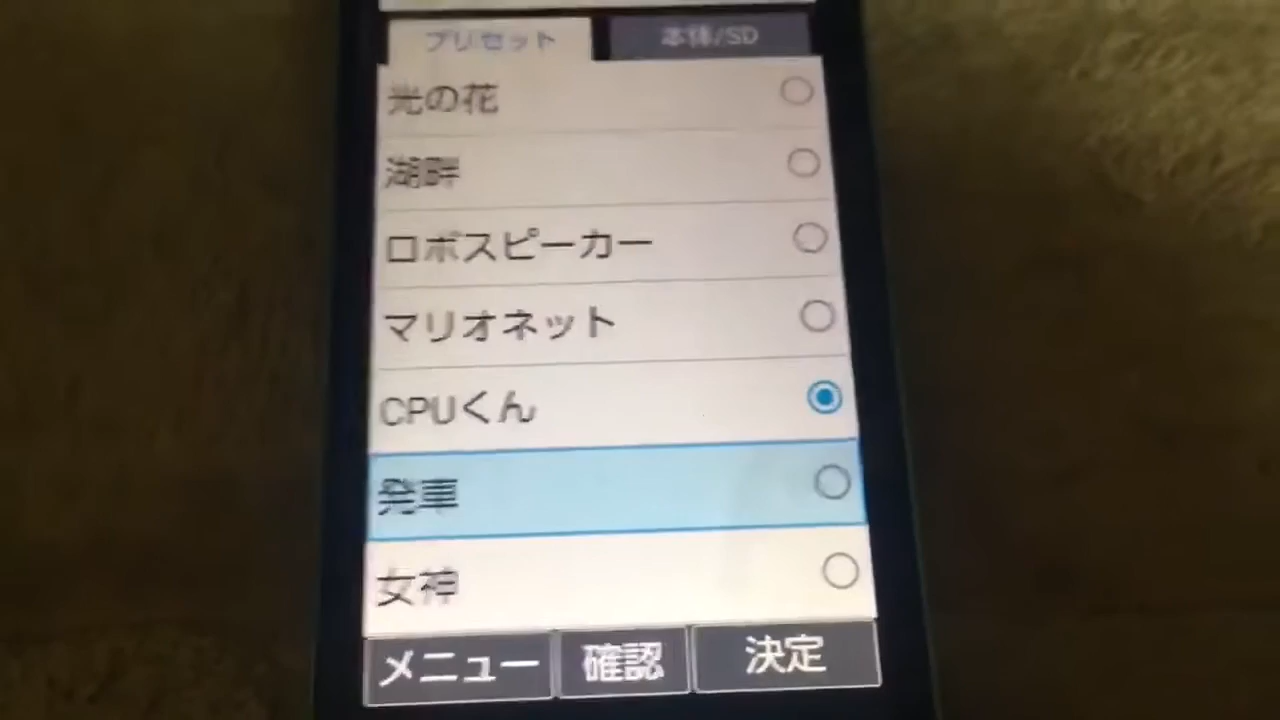 プリセット 本体/SD
光の花
湖畔
ロボスピーカー
マリオネット
CPUくん
発車
女神
メニュー 確認 決定